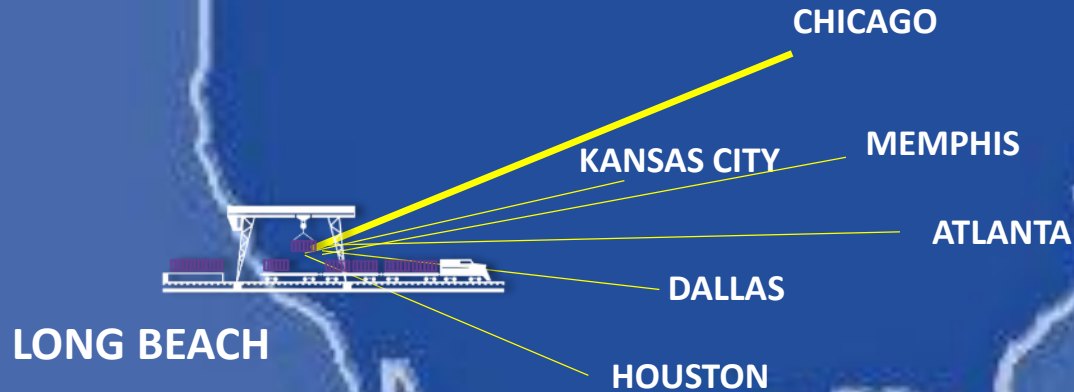 CHICAGO
MEMPHIS
KANSAS CITY
ATLANTA
DALLAS
LONG BEACH
HOUSTON